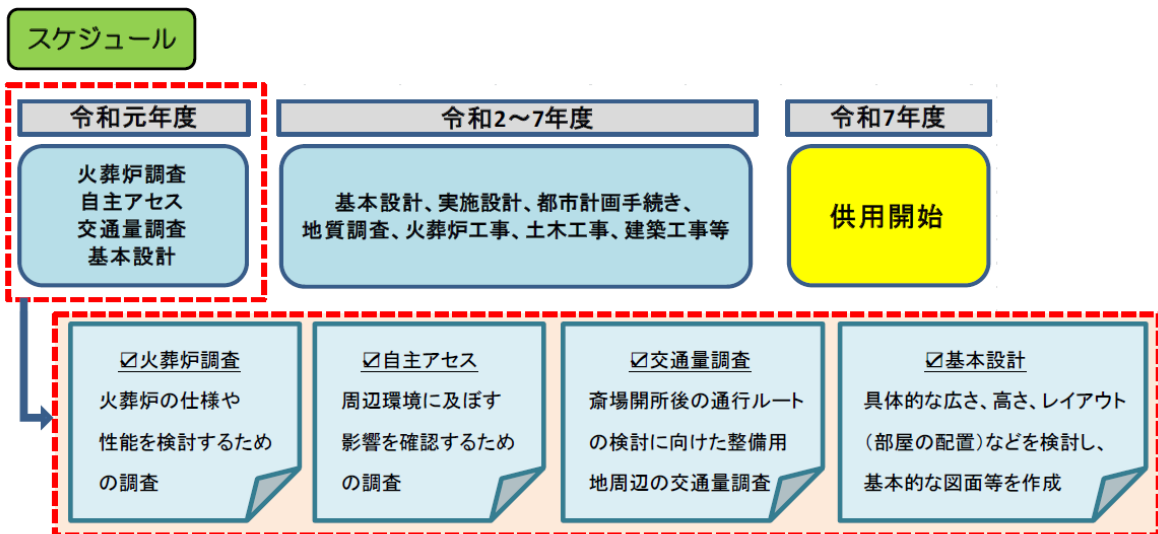 スケジュール
令和元年度
火葬炉調査
自主アセス
交通量調査
基本設計
令和2～7年度
基本設計、実施設計、都市計画手続き、
地質調査、火葬炉工事、土木工事、建築工事等
令和7年度
供用開始
☑火葬炉調査
火葬炉の仕様や
性能を検討するため
の調査
☑自主アセス
周辺環境に及ぼす
影響を確認するため
の調査
☑交通量調査
斎場開所後の通行ルート
の検討に向けた整備用
地周辺の交通量調査
☑基本設計
具体的な広さ、高さ、レイアウト
（部屋の配置）などを検討し、
基本的な図面等を作成